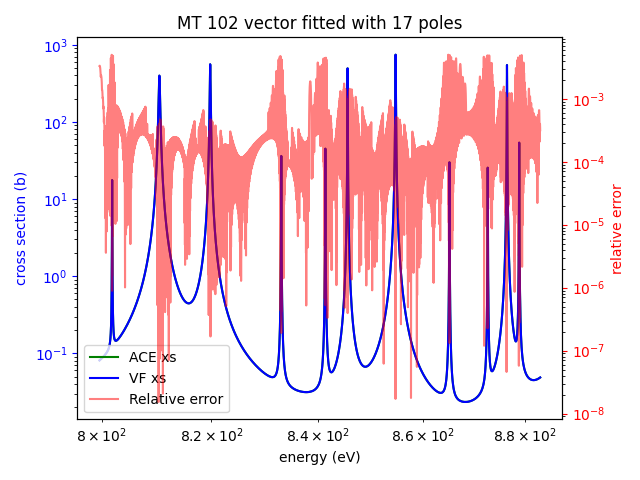 MT 102 vector fitted with 17 poles
10³
10²
10¹
10⁰
10⁻¹
cross section (b)
10⁻³
10⁻⁴
10⁻⁵
10⁻⁶
10⁻⁷
10⁻⁸
relative error
ACE xs
VF xs
Relative error
8 × 10² 8.2 × 10² 8.4 × 10² 8.6 × 10² 8.8 × 10²
energy (eV)